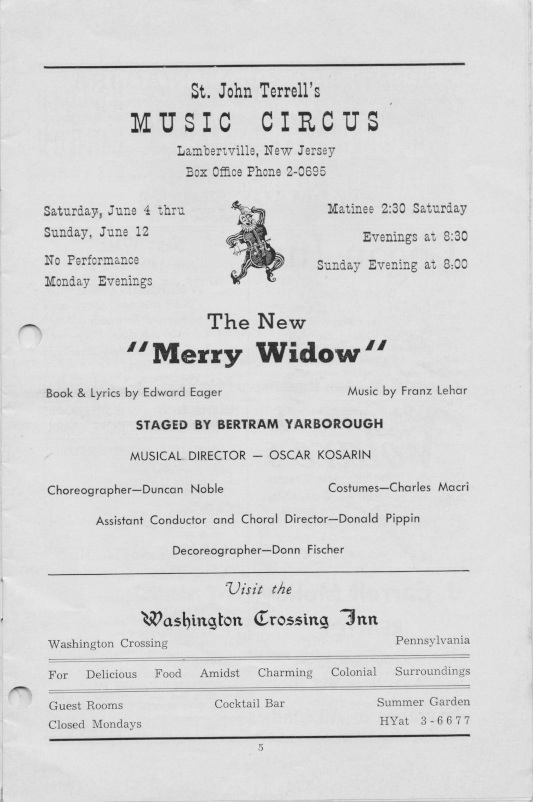 St. John Terrell's
MUSIC CIRCUS
Lambertville, New Jersey
Box Office Phone 2-0695
Saturday, June 4 thru
Sunday, June 12
No Performance
Monday Evenings
Matinee 2:30 Saturday
Evenings at 8:30
Sunday Evening at 8:00
The New
"Merry Widow"
Book & Lyrics by Edward Eager
Music by Franz Lehar
STAGED BY BERTRAM YARBOROUGH
MUSICAL DIRECTOR — OSCAR KOSARIN
Choreographer—Duncan Noble
Costumes—Charles Macri
Assistant Conductor and Choral Director—Donald Pippin
Decoreographer—Donn Fischer
Visit the
Washington Crossing Inn
Washington Crossing
Pennsylvania
For Delicious Food Amidst Charming Colonial Surroundings
Guest Rooms
Cocktail Bar
Summer Garden
Closed Mondays
HYat 3-6677
5